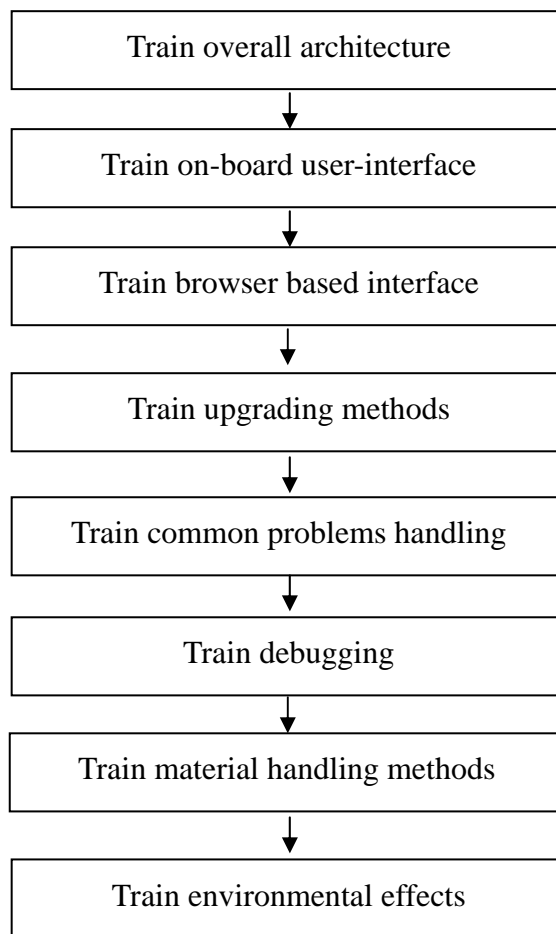 Train overall architecture
Train on-board user-interface
Train browser based interface
Train upgrading methods
Train common problems handling
Train debugging
Train material handling methods
Train environmental effects